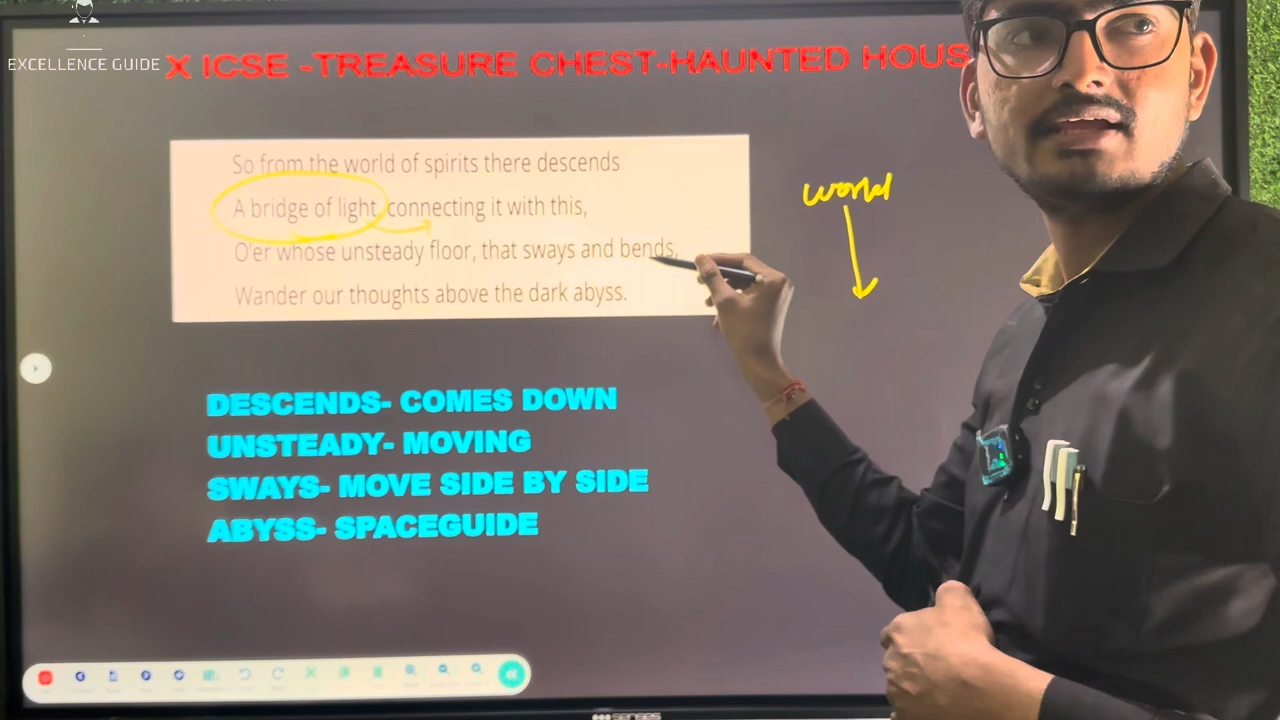 EXCELLENCE GUIDE
X ICSE -TREASURE CHEST-HAUNTED HOUS
So from the world of spirits there descends
A bridge of light, connecting it with this,
O'er whose unsteady floor, that sways and bends,
Wander our thoughts above the dark abyss.
world
DESCENDS- COMES DOWN
UNSTEADY- MOVING
SWAYS- MOVE SIDE BY SIDE
ABYSS- SPACEGUIDE